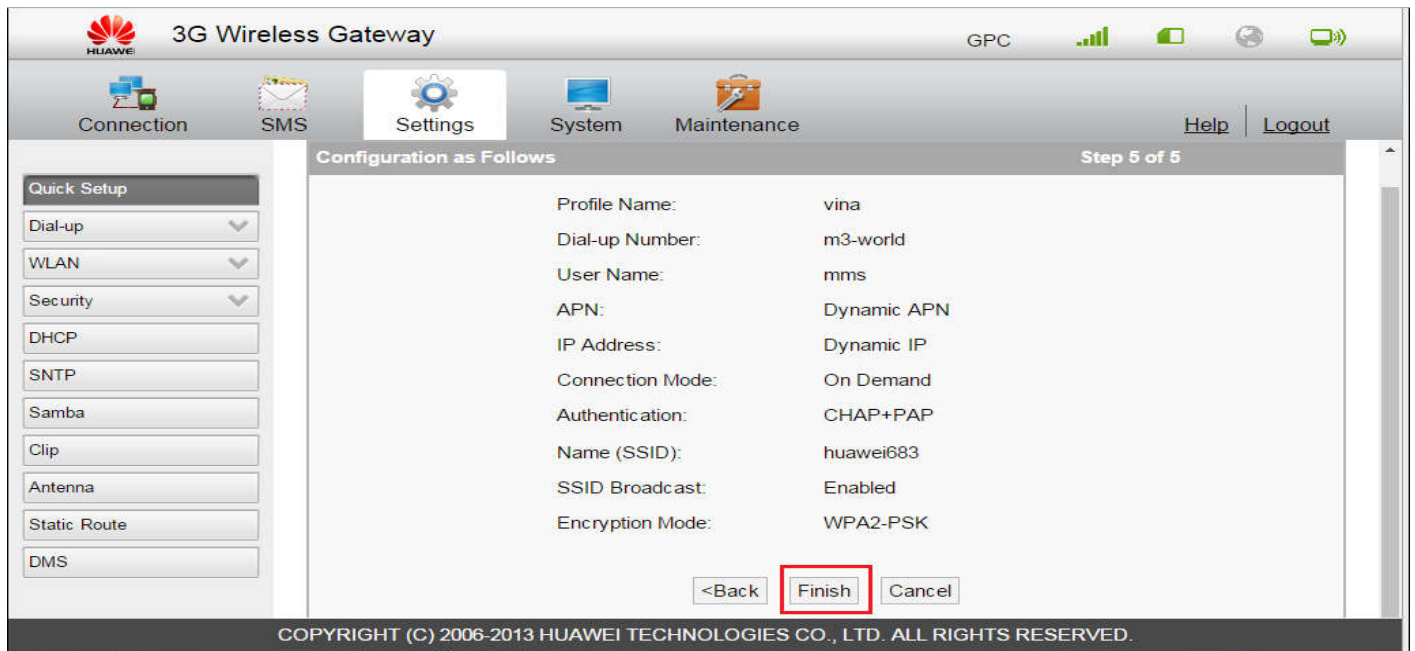 HUAWEI
3G Wireless Gateway
GPC
Connection
SMS
Settings
System
Maintenance
Help
Logout
Configuration as Follows
Step 5 of 5
Quick Setup
Dial-up
WLAN
Security
DHCP
SNTP
Samba
Clip
Antenna
Static Route
DMS
Profile Name: vina
Dial-up Number: m3-world
User Name: mms
APN: Dynamic APN
IP Address: Dynamic IP
Connection Mode: On Demand
Authentication: CHAP+PAP
Name (SSID): huawei683
SSID Broadcast: Enabled
Encryption Mode: WPA2-PSK
<Back
Finish
Cancel
COPYRIGHT (C) 2006-2013 HUAWEI TECHNOLOGIES CO., LTD. ALL RIGHTS RESERVED.